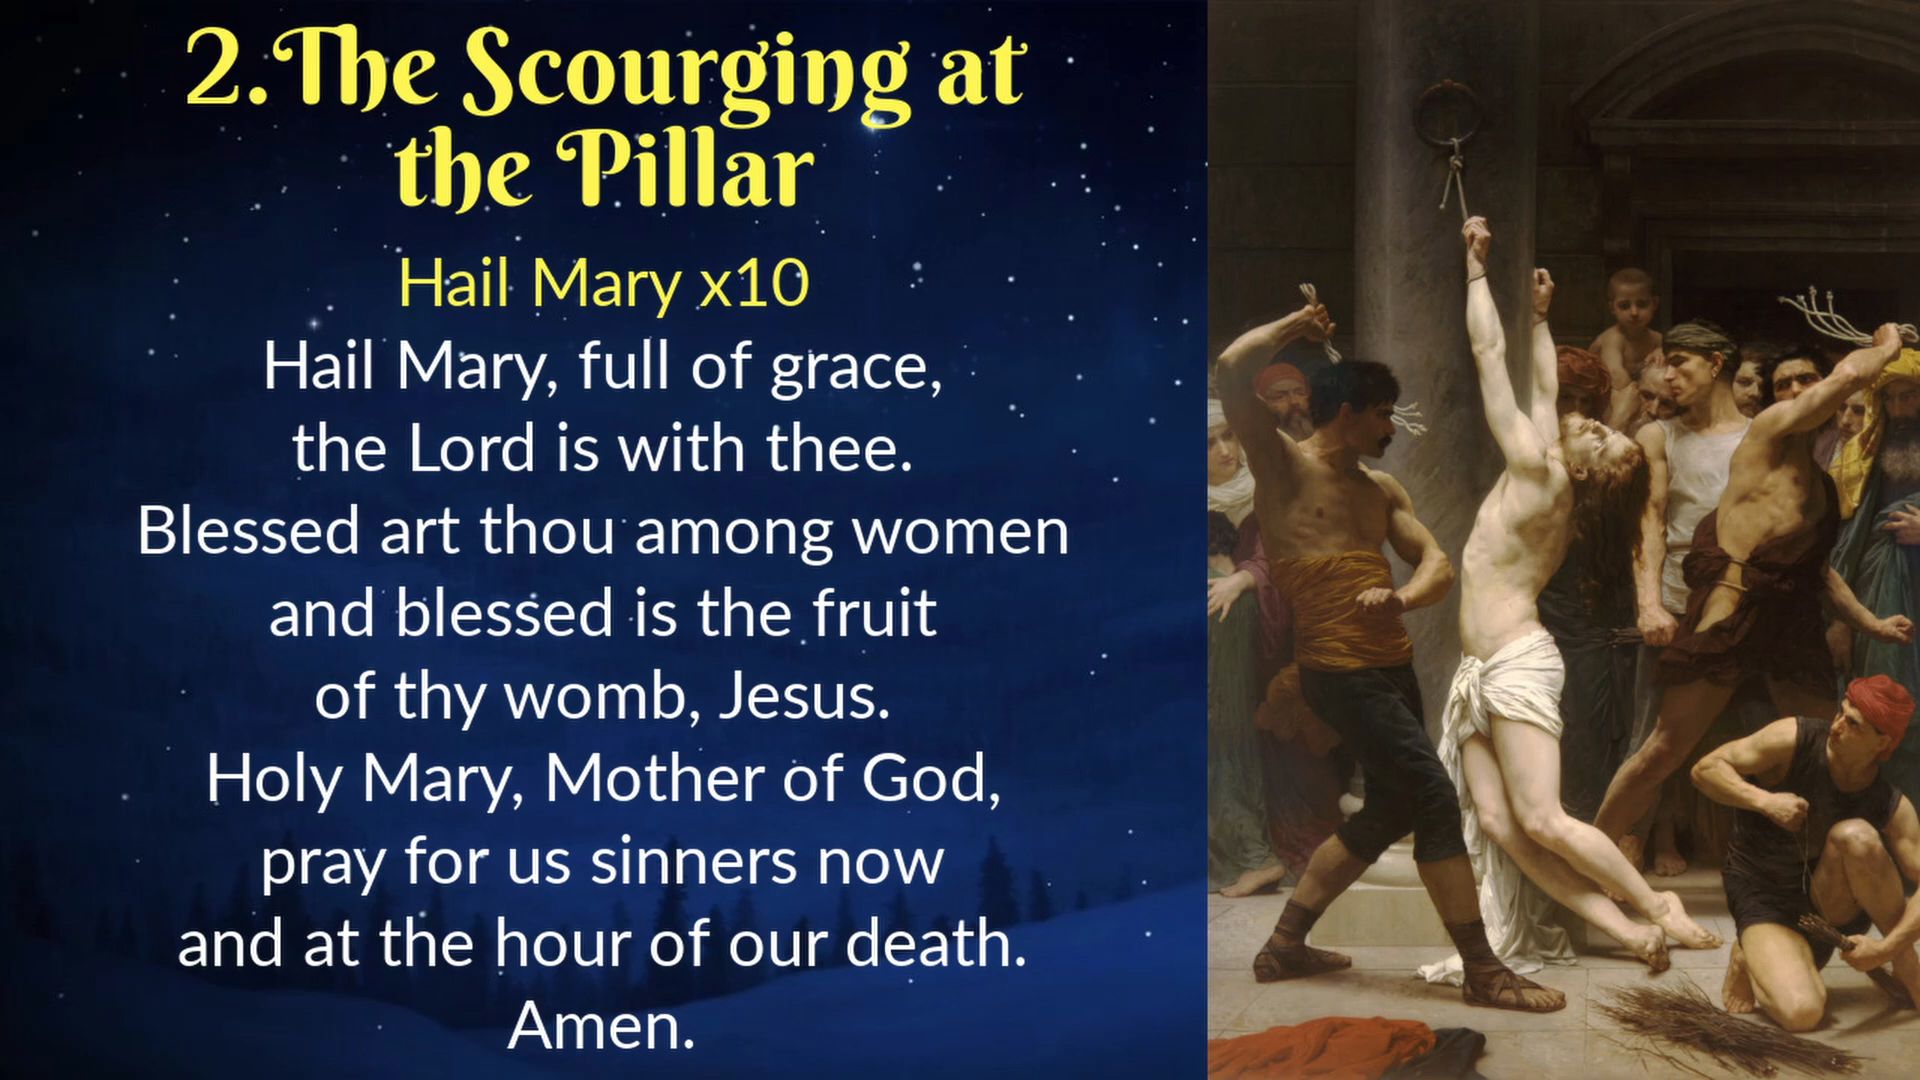 2.The Scourging at
the Pillar
Hail Mary x10
Hail Mary, full of grace,
the Lord is with thee.
Blessed art thou among women
and blessed is the fruit
of thy womb, Jesus.
Holy Mary, Mother of God,
pray for us sinners now
and at the hour of our death.
Amen.